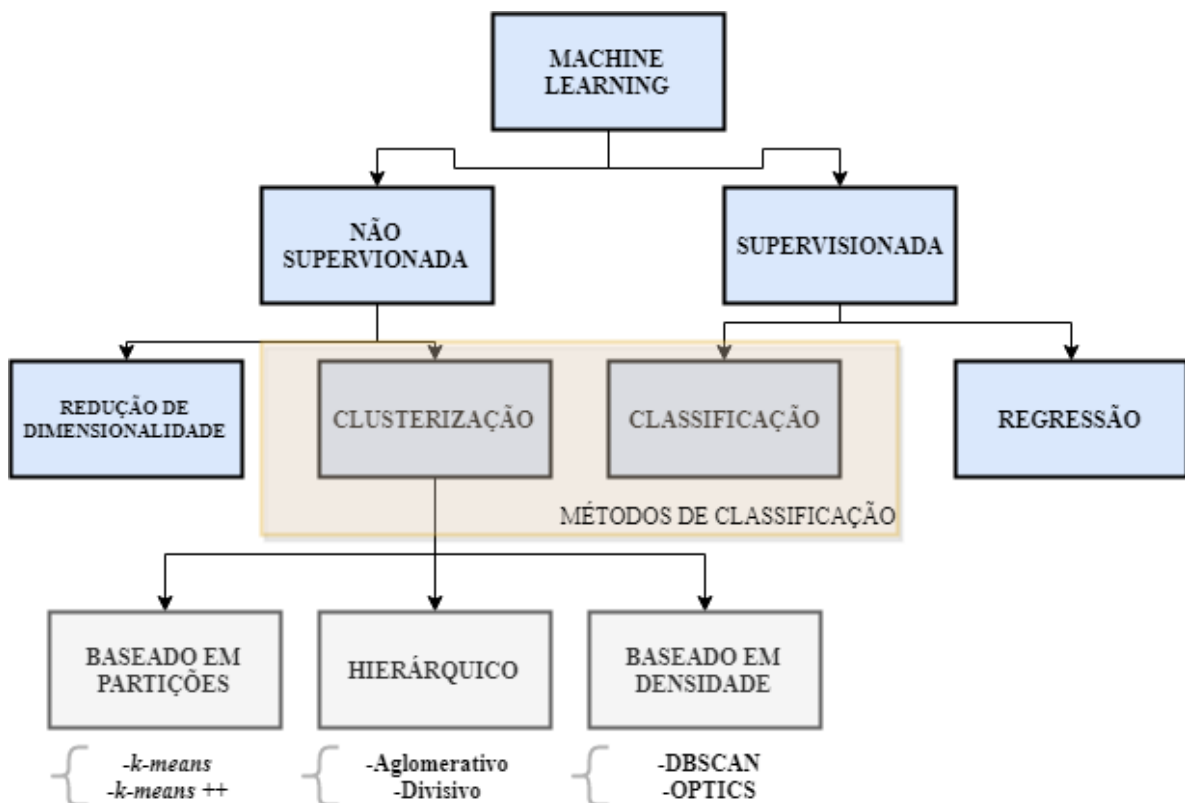 MACHINE
LEARNING
NÃO
SUPERVIONADA
SUPERVISIONADA
REDUÇÃO DE
DIMENSIONALIDADE
CLUSTERIZAÇÃO
CLASSIFICAÇÃO
REGRESSÃO
MÉTODOS DE CLASSIFICAÇÃO
BASEADO EM
PARTIÇÕES
HIERÁRQUICO
BASEADO EM
DENSIDADE
-k-means
-k-means ++
-Aglomerativo
-Divisivo
-DBSCAN
-OPTICS